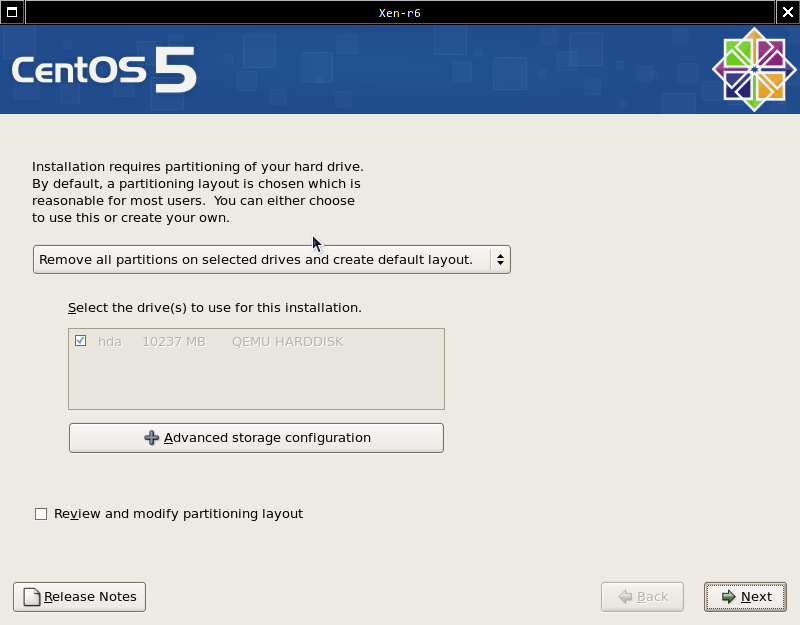 Xen-r6
CentOS 5
Installation requires partitioning of your hard drive.
By default, a partitioning layout is chosen which is
reasonable for most users.  You can either choose
to use this or create your own.
Remove all partitions on selected drives and create default layout.
Select the drive(s) to use for this installation.
hda 10237 MB QEMU HARDDISK
Advanced storage configuration
Review and modify partitioning layout
Release Notes Back Next